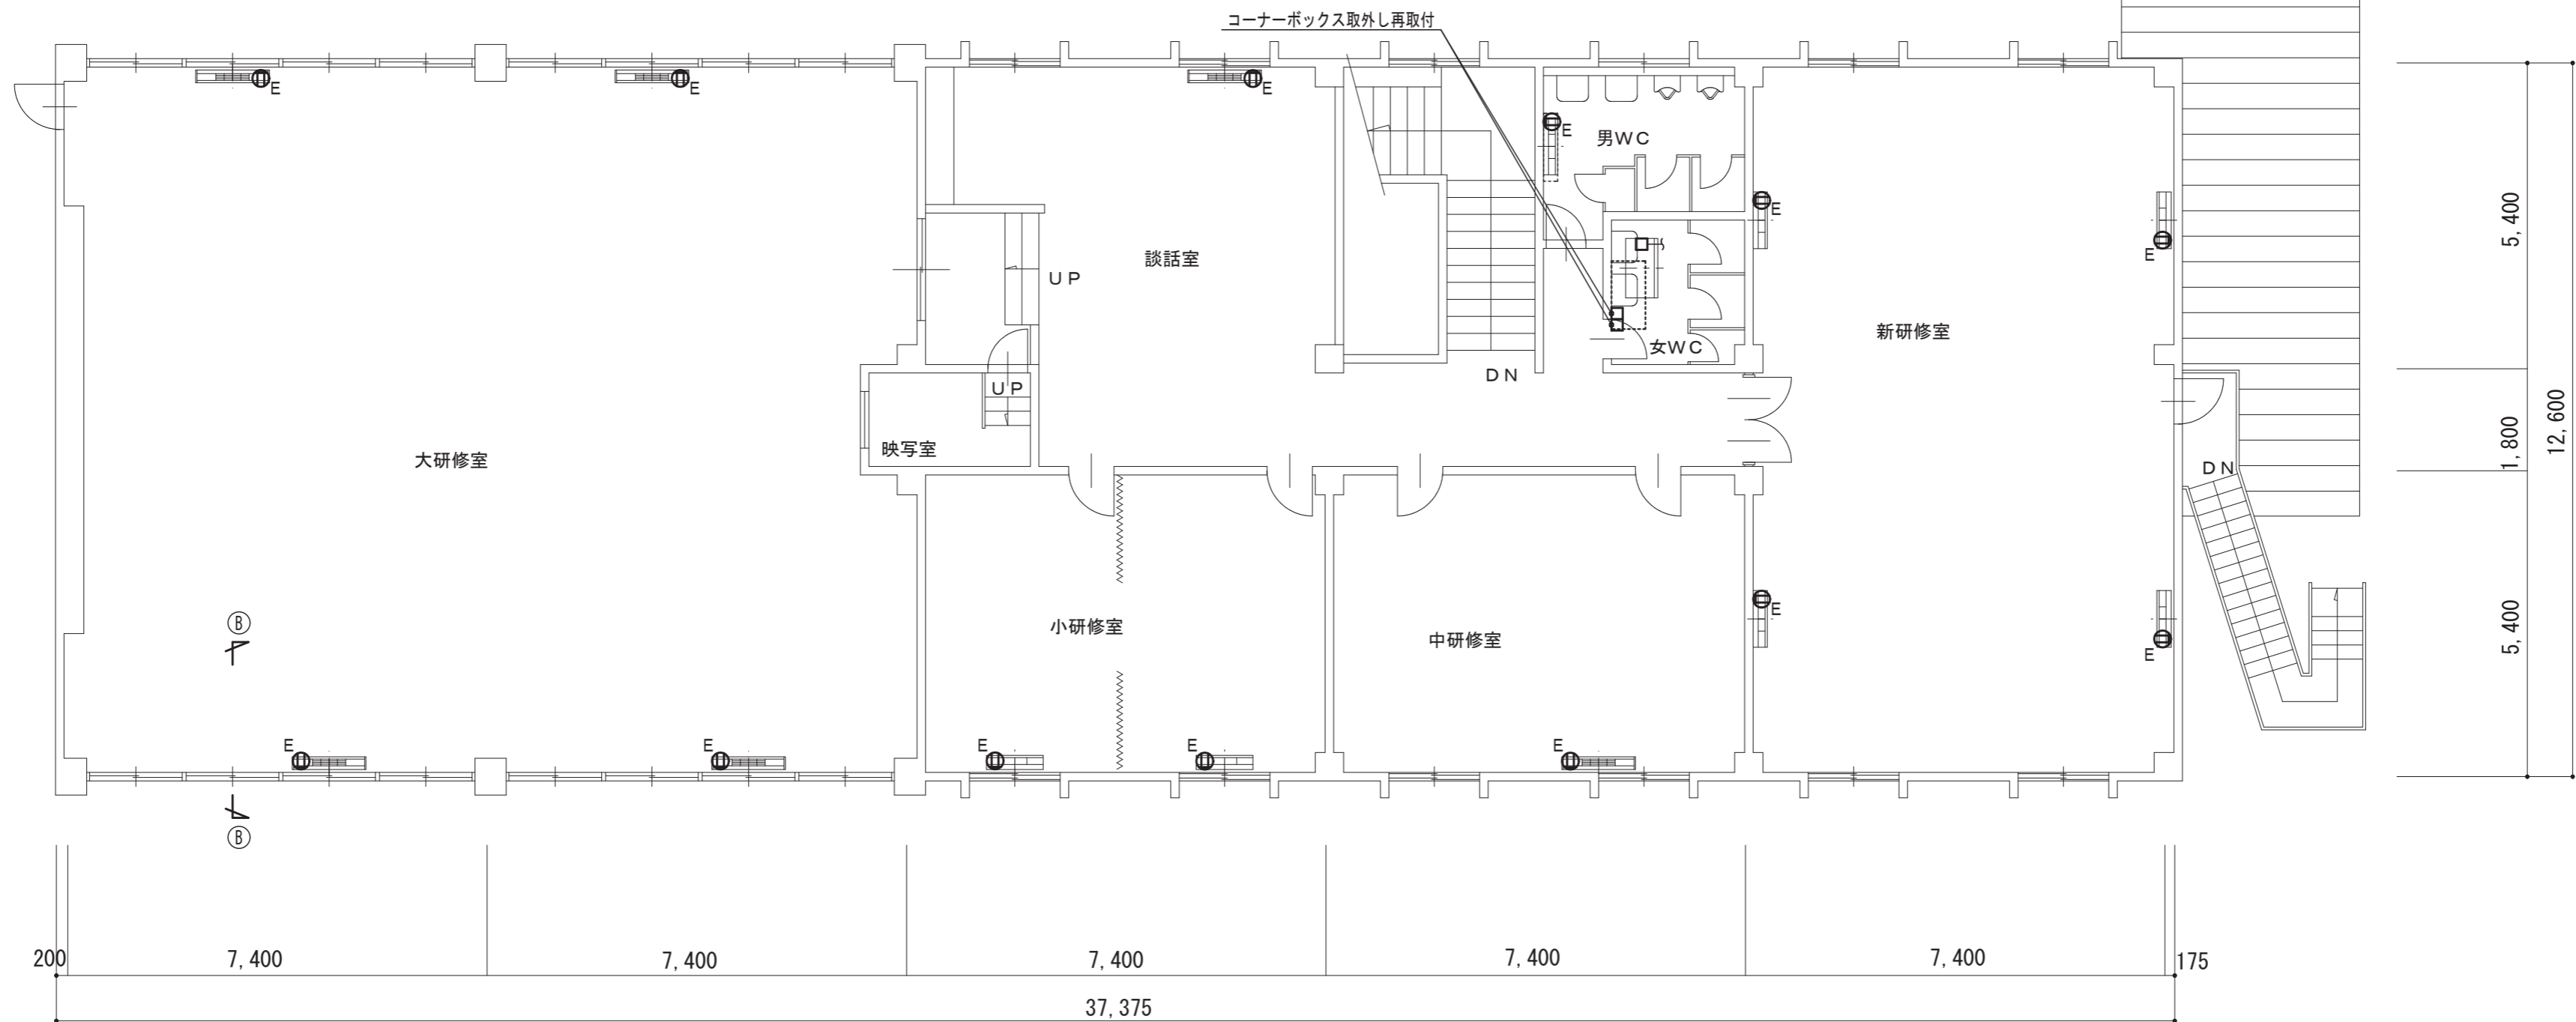 コーナーボックス取外し再取付
E
E
E
E
男WC
E
E
5,400
談話室
UP
新研修室
女WC
DN
UP
映写室
大研修室
1,800
12,600
DN
E
小研修室
中研修室
5,400
E
B
E
E
E
E
E
B
200
7,400
7,400
7,400
7,400
7,400
175
37,375